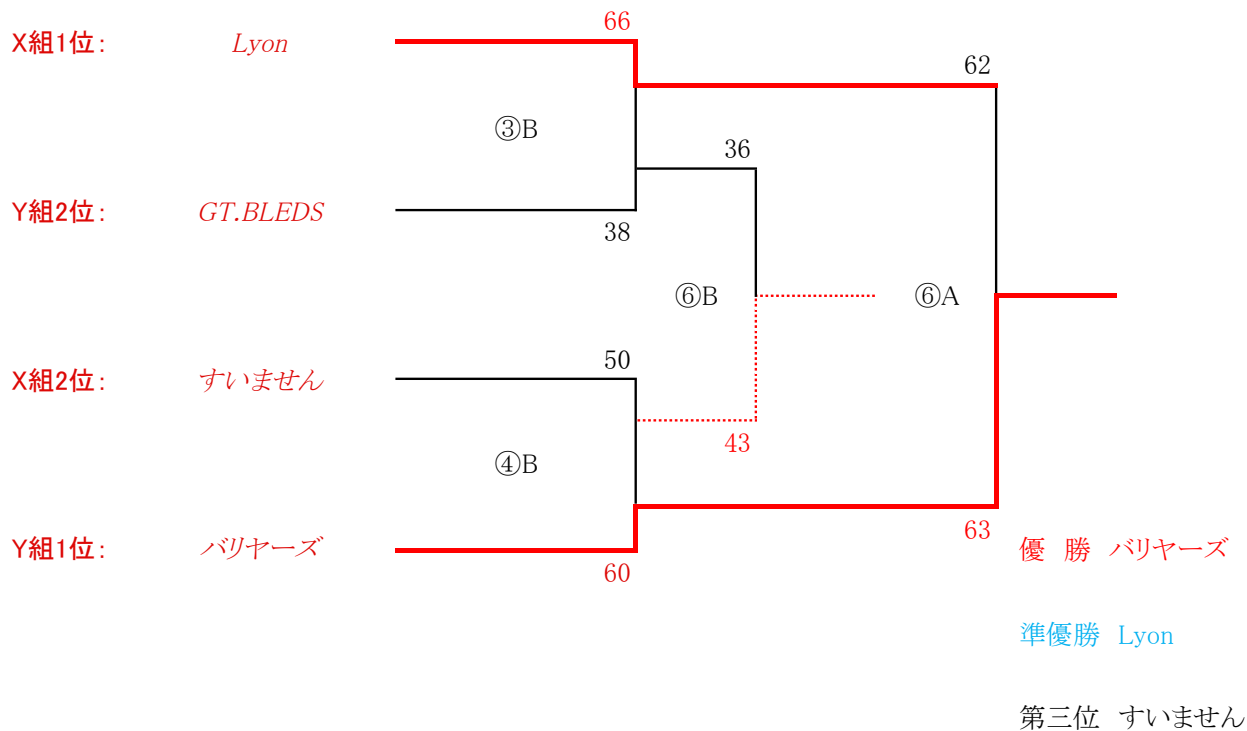 66
X組1位： Lyon
62
③B
36
Y組2位： GT.BLEDS
38
⑥B ⑥A
50
X組2位： すいません
43
④B
63
Y組1位： バリヤーズ
優 勝 バリヤーズ
60
準優勝 Lyon
第三位 すいません